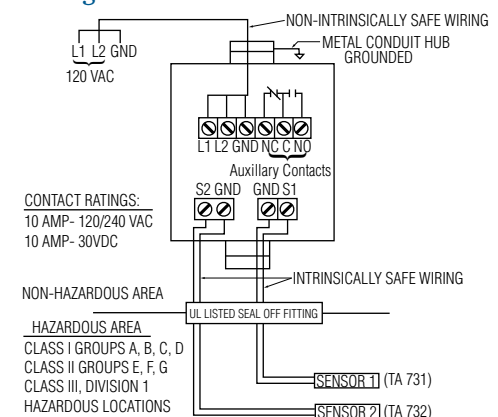 NON-INTRINSICALLY SAFE WIRING
METAL CONDUIT HUB
GROUNDED
L1 L2 GND
120 VAC
L1 L2 GND NC C NO
Auxillary Contacts
S2 GND GND S1
CONTACT RATINGS:
10 AMP- 120/240 VAC
10 AMP- 30VDC
INTRINSICALLY SAFE WIRING
NON-HAZARDOUS AREA
UL LISTED SEAL OFF FITTING
HAZARDOUS AREA
CLASS I GROUPS A, B, C, D
CLASS II GROUPS E, F, G
CLASS III, DIVISION 1
HAZARDOUS LOCATIONS
SENSOR 1 (TA 731)
SENSOR 2 (TA 732)